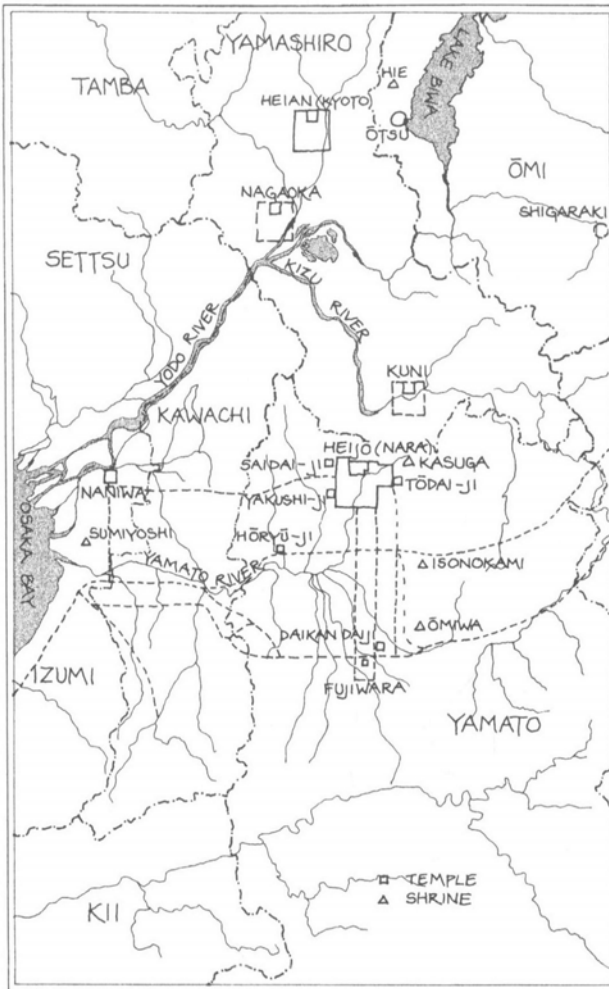 YAMASHIRO
TAMBA
HIE
LAKE BIWA
HEIAN (KYOTO)
ŌTSU
ŌMI
NAGAOKA
SHIGARAKI
SETTSU
KIZU RIVER
YODO RIVER
KUNI
KAWACHI
HEIJŌ (NARA)
SAIDAI-JI
KASUGA
NANIWA
YAKUSHI-JI
TŌDAI-JI
OSAKA BAY
SUMIYOSHI
HŌRYŪ-JI
YAMATO RIVER
ISONOKAMI
ŌMIWA
DAIKAN DAIJI
IZUMI
FUJIWARA
YAMATO
TEMPLE
SHRINE
KII